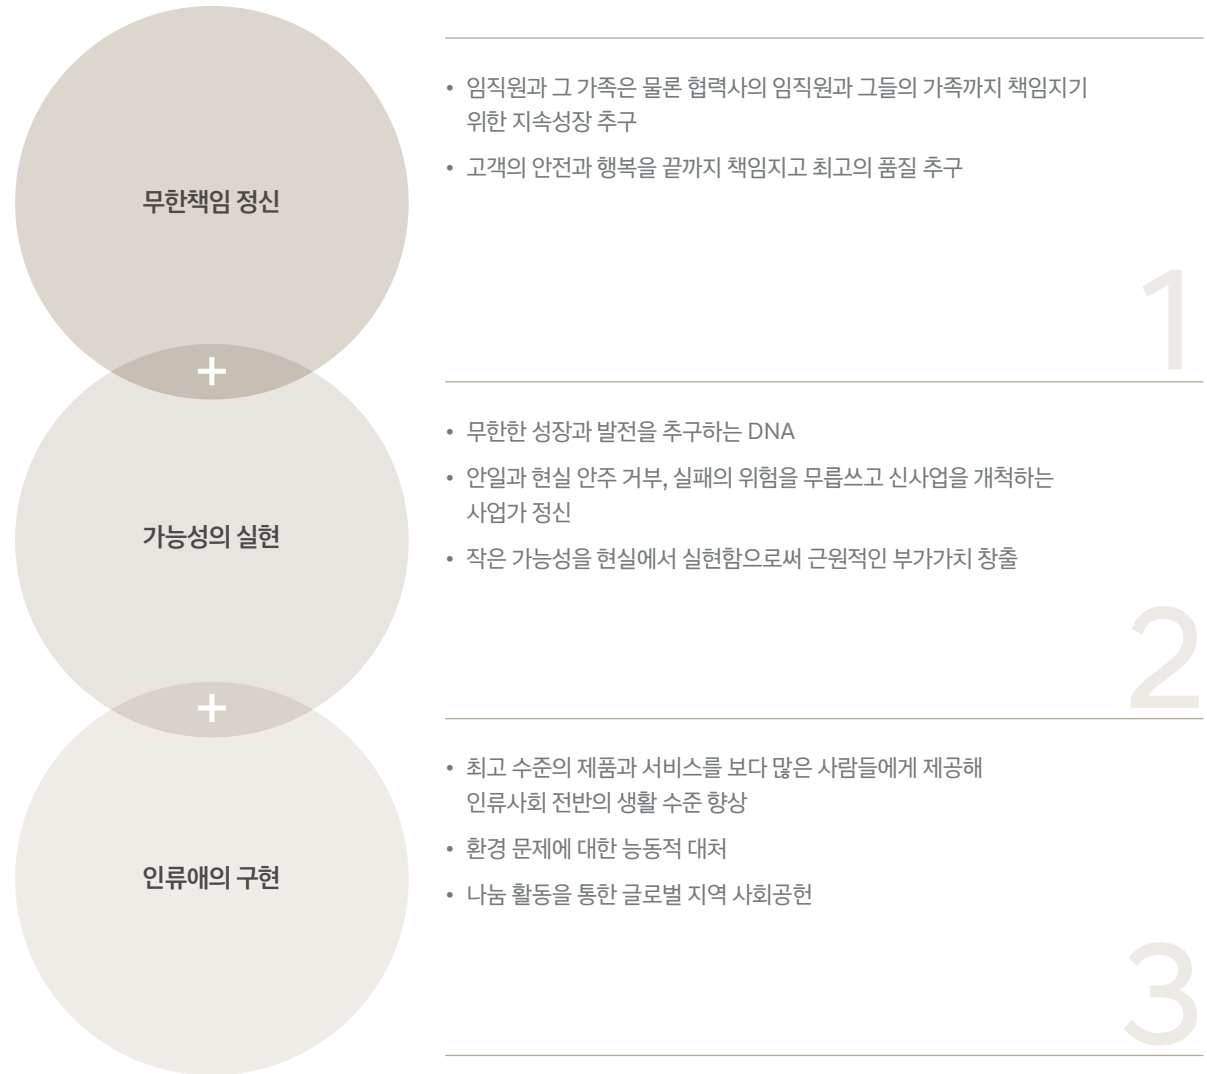 무한책임 정신
• 임직원과 그 가족은 물론 협력사의 임직원과 그들의 가족까지 책임지기
위한 지속성장 추구
• 고객의 안전과 행복을 끝까지 책임지고 최고의 품질 추구
1
+
가능성의 실현
• 무한한 성장과 발전을 추구하는 DNA
• 안일과 현실 안주 거부, 실패의 위험을 무릅쓰고 신사업을 개척하는
사업가 정신
• 작은 가능성을 현실에서 실현함으로써 근원적인 부가가치 창출
2
+
인류애의 구현
• 최고 수준의 제품과 서비스를 보다 많은 사람들에게 제공해
인류사회 전반의 생활 수준 향상
• 환경 문제에 대한 능동적 대처
• 나눔 활동을 통한 글로벌 지역 사회공헌
3